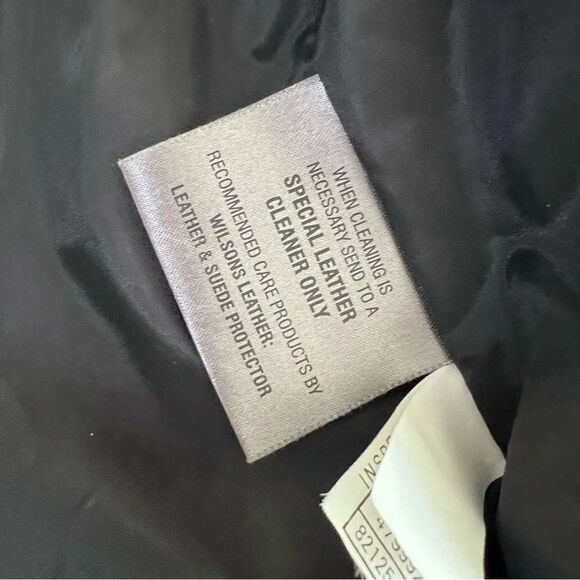 WHEN CLEANING IS
NECESSARY SEND TO A
SPECIAL LEATHER
CLEANER ONLY
RECOMMENDED CARE PRODUCTS BY
WILSONS LEATHER:
LEATHER & SUEDE PROTECTOR